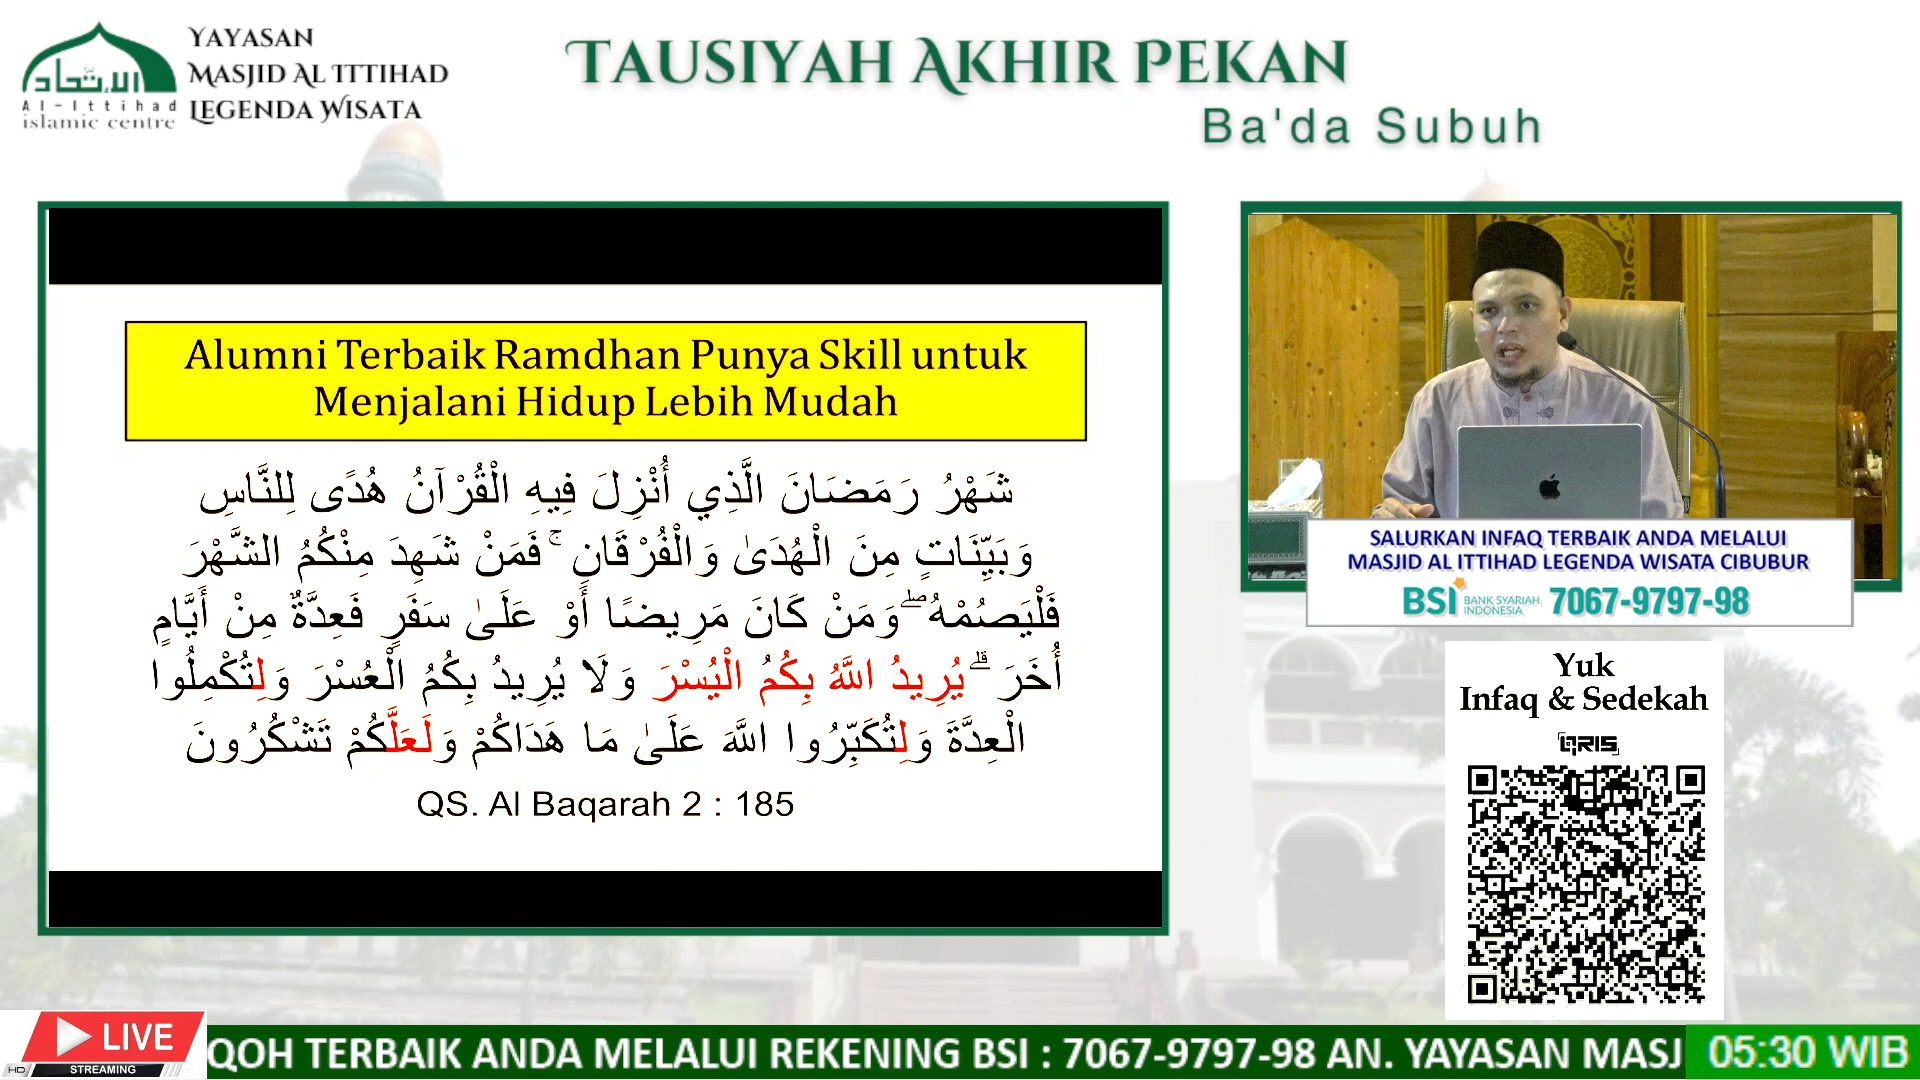 الاتحاد
Al-Ittihad
islamic centre
YAYASAN
MASJID AL ITTIHAD
LEGENDA WISATA
TAUSIYAH AKHIR PEKAN
Ba'da Subuh
Alumni Terbaik Ramdhan Punya Skill untuk
Menjalani Hidup Lebih Mudah
شَهْرُ رَمَضَانَ الَّذِي أُنْزِلَ فِيهِ الْقُرْآنُ هُدًى لِلنَّاسِ
وَبَيِّنَاتٍ مِنَ الْهُدَىٰ وَالْفُرْقَانِ ۚ فَمَنْ شَهِدَ مِنْكُمُ الشَّهْرَ
فَلْيَصُمْهُ ۖ وَمَنْ كَانَ مَرِيضًا أَوْ عَلَىٰ سَفَرٍ فَعِدَّةٌ مِنْ أَيَّامٍ
أُخَرَ ۗ يُرِيدُ اللَّهُ بِكُمُ الْيُسْرَ وَلَا يُرِيدُ بِكُمُ الْعُسْرَ وَلِتُكْمِلُوا
الْعِدَّةَ وَلِتُكَبِّرُوا اللَّهَ عَلَىٰ مَا هَدَاكُمْ وَلَعَلَّكُمْ تَشْكُرُونَ
QS. Al Baqarah 2 : 185
SALURKAN INFAQ TERBAIK ANDA MELALUI
MASJID AL ITTIHAD LEGENDA WISATA CIBUBUR
BSI BANK SYARIAH INDONESIA 7067-9797-98
Yuk
Infaq & Sedekah
QRIS
LIVE
HD STREAMING
QOH TERBAIK ANDA MELALUI REKENING BSI : 7067-9797-98 AN. YAYASAN MASJ
05:30 WIB